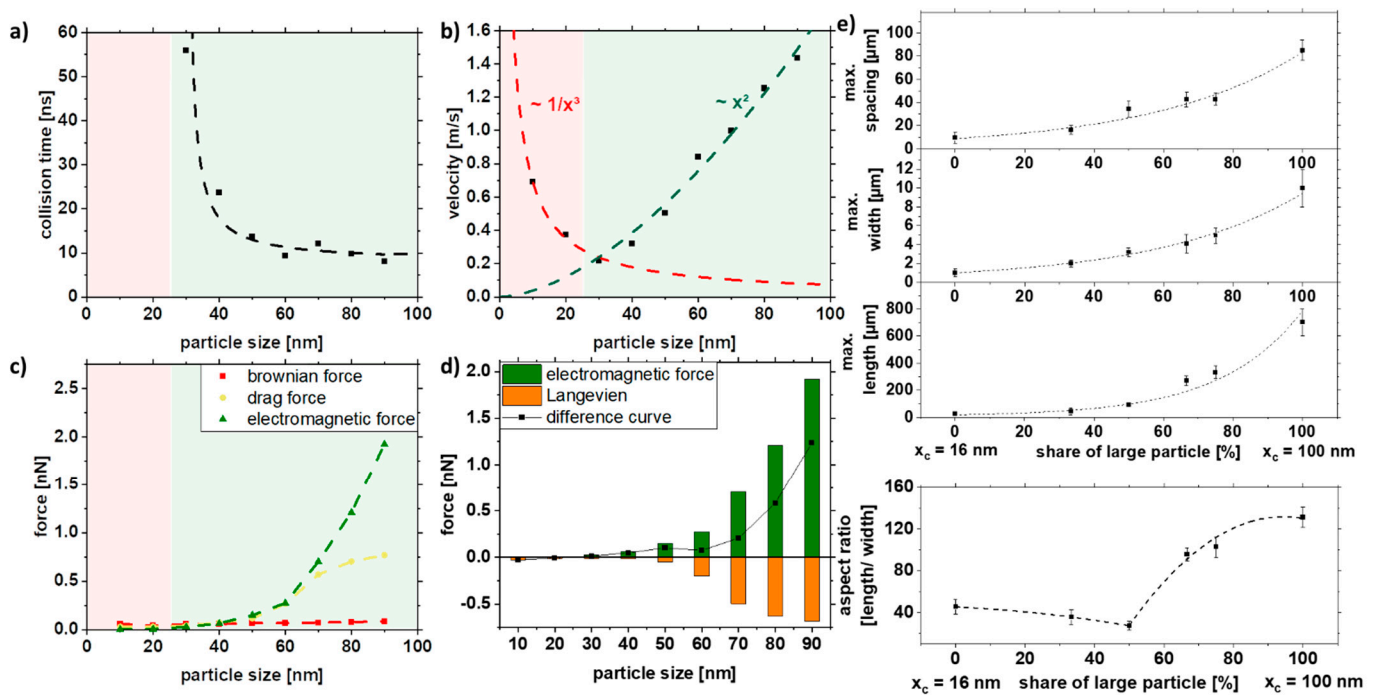 a)
60
50
40
30
20
10
0
collision time [ns]
0 20 40 60 80 100
particle size [nm]
b)
1.6
1.4
1.2
1.0
0.8
0.6
0.4
0.2
0.0
velocity [m/s]
~ 1/x³
~ x²
0 20 40 60 80 100
particle size [nm]
c)
2.5
2.0
1.5
1.0
0.5
0.0
force [nN]
brownian force
drag force
electromagnetic force
0 20 40 60 80 100
particle size [nm]
d)
2.0
1.5
1.0
0.5
0.0
-0.5
force [nN]
electromagnetic force
Langevien
difference curve
10 20 30 40 50 60 70 80 90
particle size [nm]
e)
max.
spacing [µm]
100
80
60
40
20
0
0 20 40 60 80 100
max.
width [µm]
12
10
8
6
4
2
0
0 20 40 60 80 100
max.
length [µm]
800
600
400
200
0
0 20 40 60 80 100
x_c = 16 nm share of large particle [%] x_c = 100 nm
aspect ratio
[length/ width]
160
120
80
40
0 20 40 60 80 100
x_c = 16 nm share of large particle [%] x_c = 100 nm